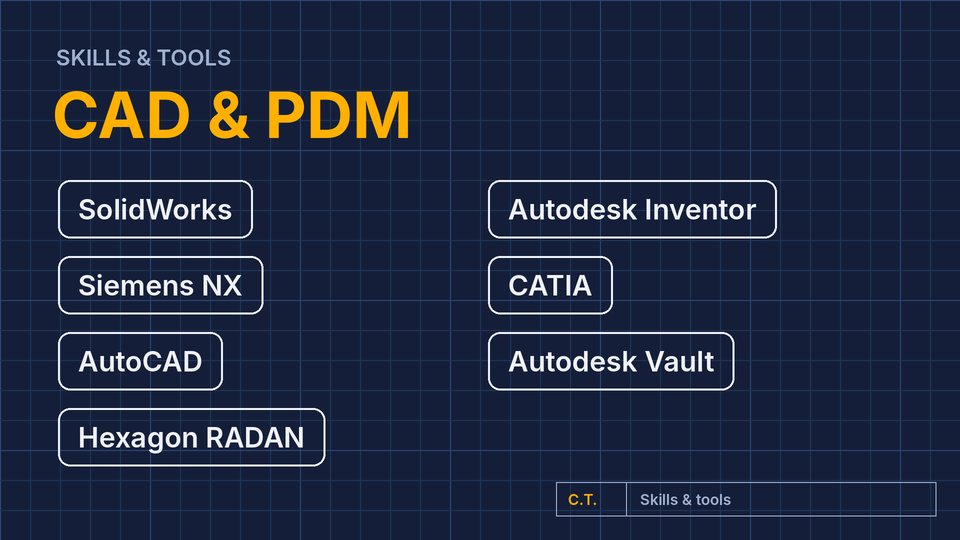 SKILLS & TOOLS
CAD & PDM
SolidWorks
Autodesk Inventor
Siemens NX
CATIA
AutoCAD
Autodesk Vault
Hexagon RADAN
C.T.
Skills & tools